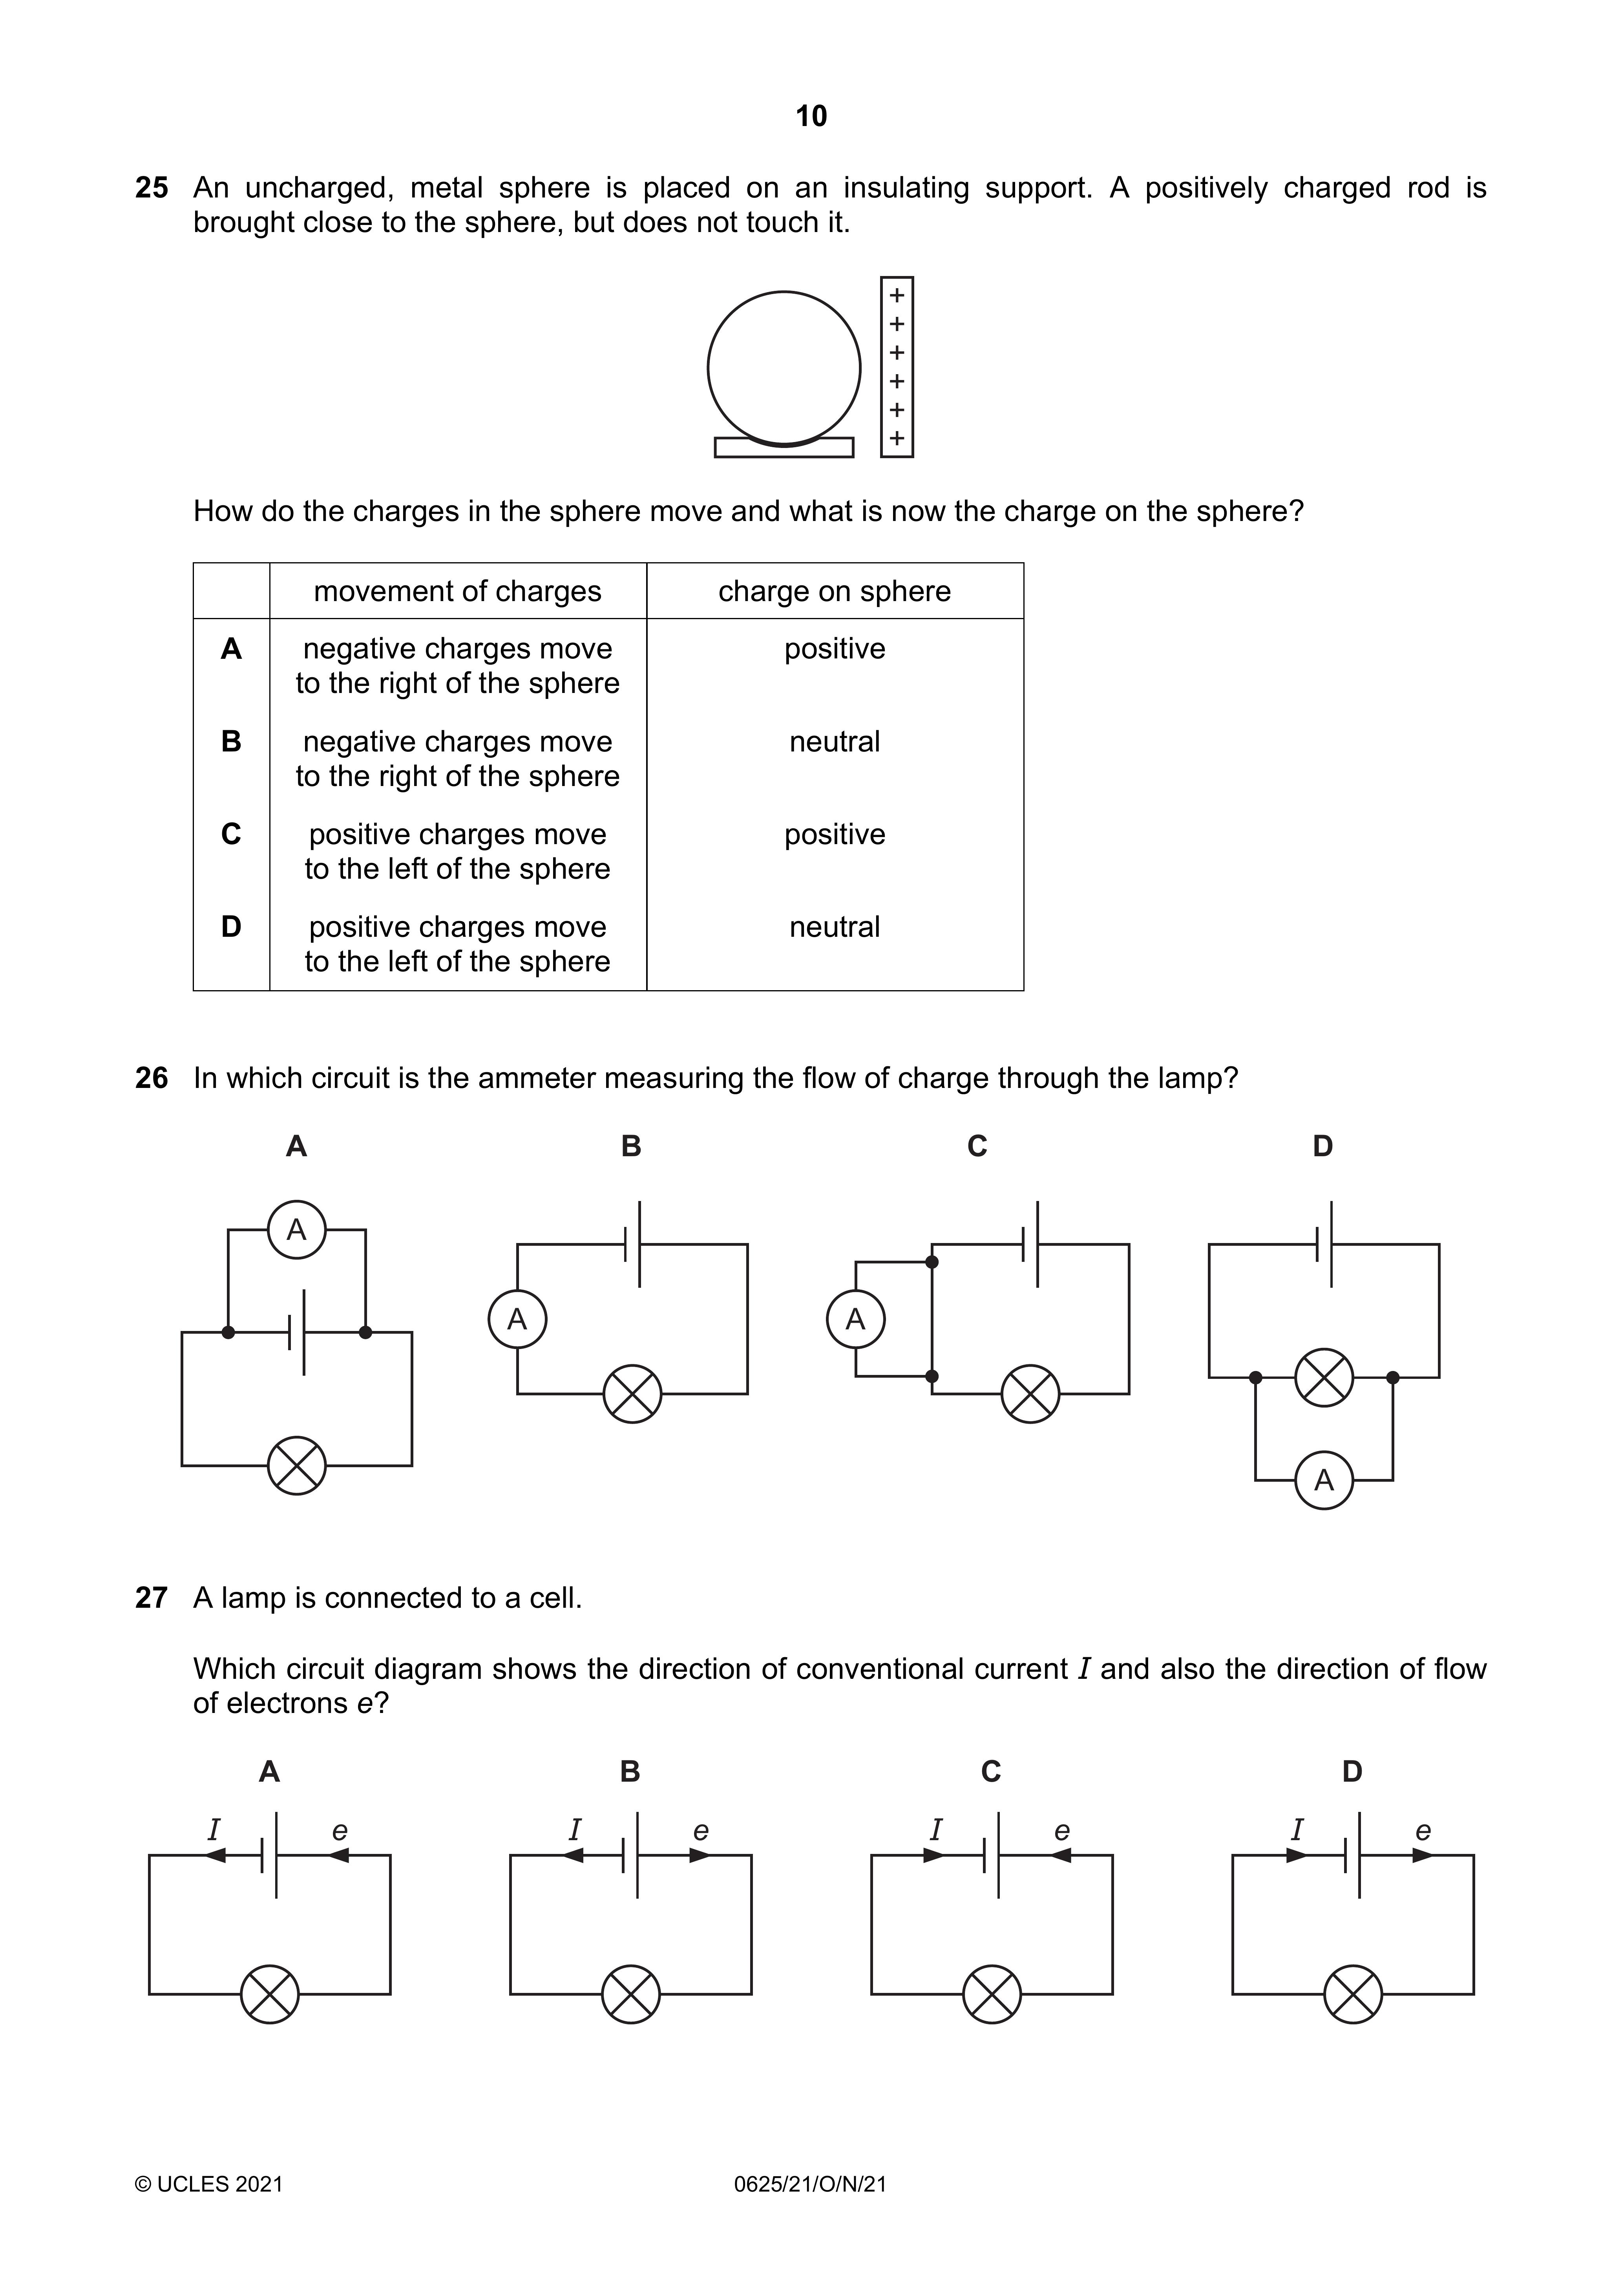 10
25 An uncharged, metal sphere is placed on an insulating support. A positively charged rod is
brought close to the sphere, but does not touch it.
+
+
+
+
+
+
How do the charges in the sphere move and what is now the charge on the sphere?
movement of charges charge on sphere
A negative charges move positive
to the right of the sphere
B negative charges move neutral
to the right of the sphere
C positive charges move positive
to the left of the sphere
D positive charges move neutral
to the left of the sphere
26 In which circuit is the ammeter measuring the flow of charge through the lamp?
A B C D
A
A A
A
27 A lamp is connected to a cell.
Which circuit diagram shows the direction of conventional current I and also the direction of flow
of electrons e?
A B C D
I e I e I e I e
© UCLES 2021 0625/21/O/N/21